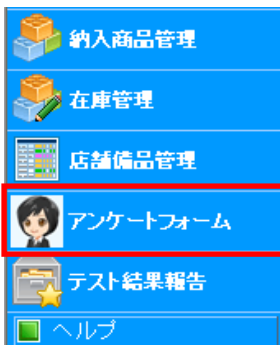 納入商品管理
在庫管理
店舗備品管理
アンケートフォーム
テスト結果報告
ヘルプ